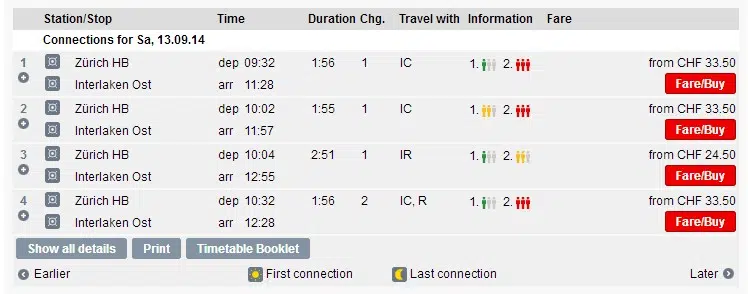 Station/Stop Time Duration Chg. Travel with Information Fare
Connections for Sa, 13.09.14
1 Zürich HB dep 09:32 1:56 1 IC 1. 2. from CHF 33.50
Interlaken Ost arr 11:28 Fare/Buy
2 Zürich HB dep 10:02 1:55 1 IC 1. 2. from CHF 33.50
Interlaken Ost arr 11:57 Fare/Buy
3 Zürich HB dep 10:04 2:51 1 IR 1. 2. from CHF 24.50
Interlaken Ost arr 12:55 Fare/Buy
4 Zürich HB dep 10:32 1:56 2 IC, R 1. 2. from CHF 33.50
Interlaken Ost arr 12:28 Fare/Buy
Show all details Print Timetable Booklet
Earlier First connection Last connection Later